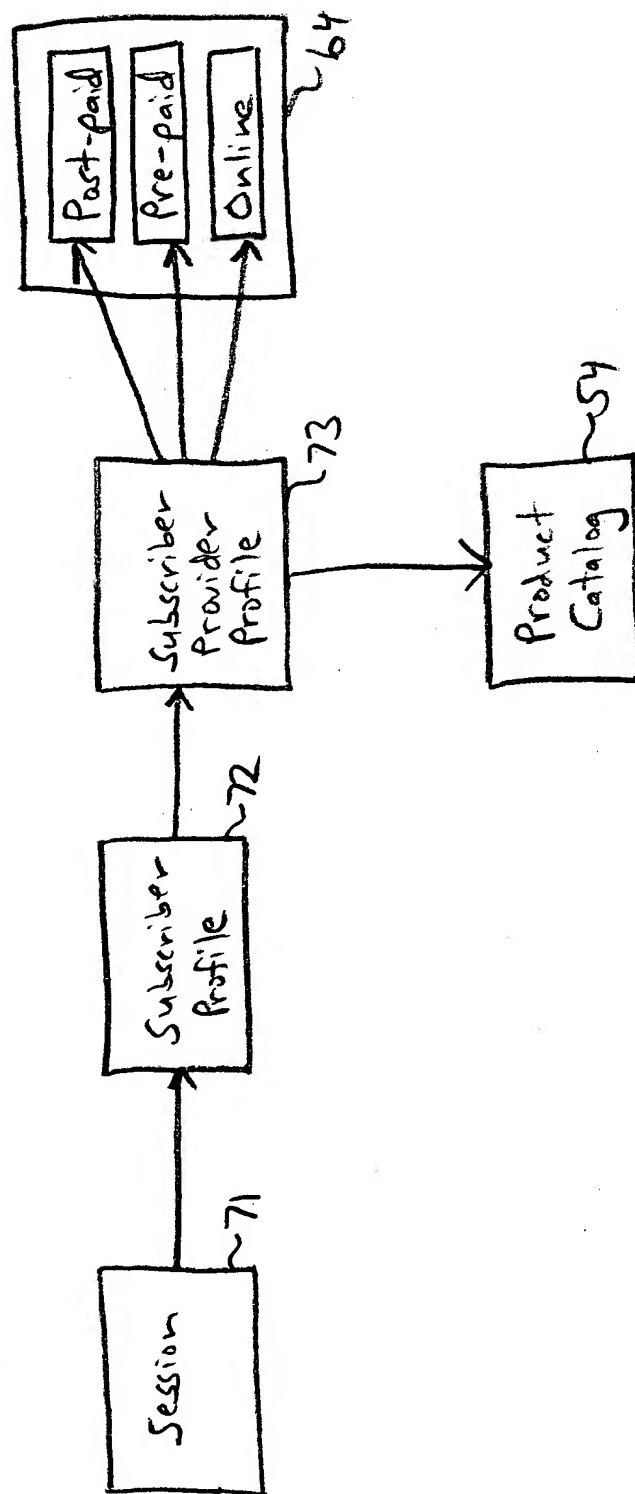 Session
71
Subscriber
Profile
72
Subscriber
Provider
Profile
73
Post-paid
Pre-paid
Online
64
Product
Catalog
54